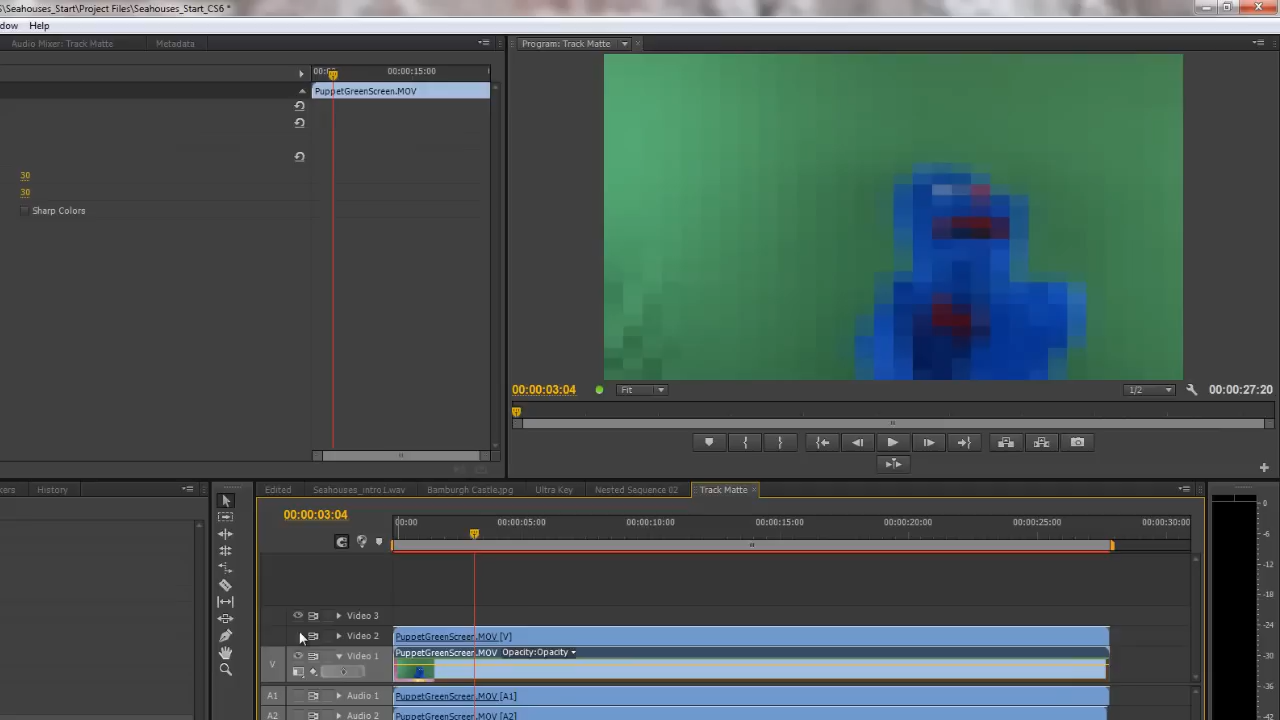 \Seahouses_Start\Project Files\Seahouses_Start_CS6 *
Help
Audio Mixer: Track Matte
Metadata
Program: Track Matte
00:00:15:00
PuppetGreenScreen.MOV
30
30
Sharp Colors
00:00:03:04
Fit
1/2
00:00:27:20
History
Edited
Seahouses_intro1.wav
Bamburgh Castle.jpg
Ultra Key
Nested Sequence 02
Track Matte
00:00:03:04
00:00
00:00:05:00
00:00:10:00
00:00:15:00
00:00:20:00
00:00:25:00
00:00:30:00
Video 3
Video 2
PuppetGreenScreen.MOV [V]
V
Video 1
PuppetGreenScreen.MOV Opacity:Opacity
A1
Audio 1
PuppetGreenScreen.MOV [A1]
A2
Audio 2
PuppetGreenScreen.MOV [A2]
0
-6
-12
-18
-24
-30
-36